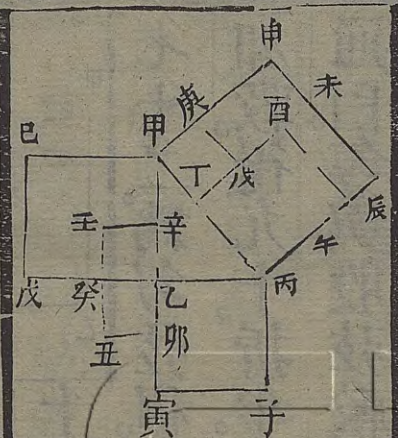 申
未
庚
酉
甲
巳
丁
戊
辰
壬
辛
午
丙
戊
癸
乙
丑
卯
寅
子